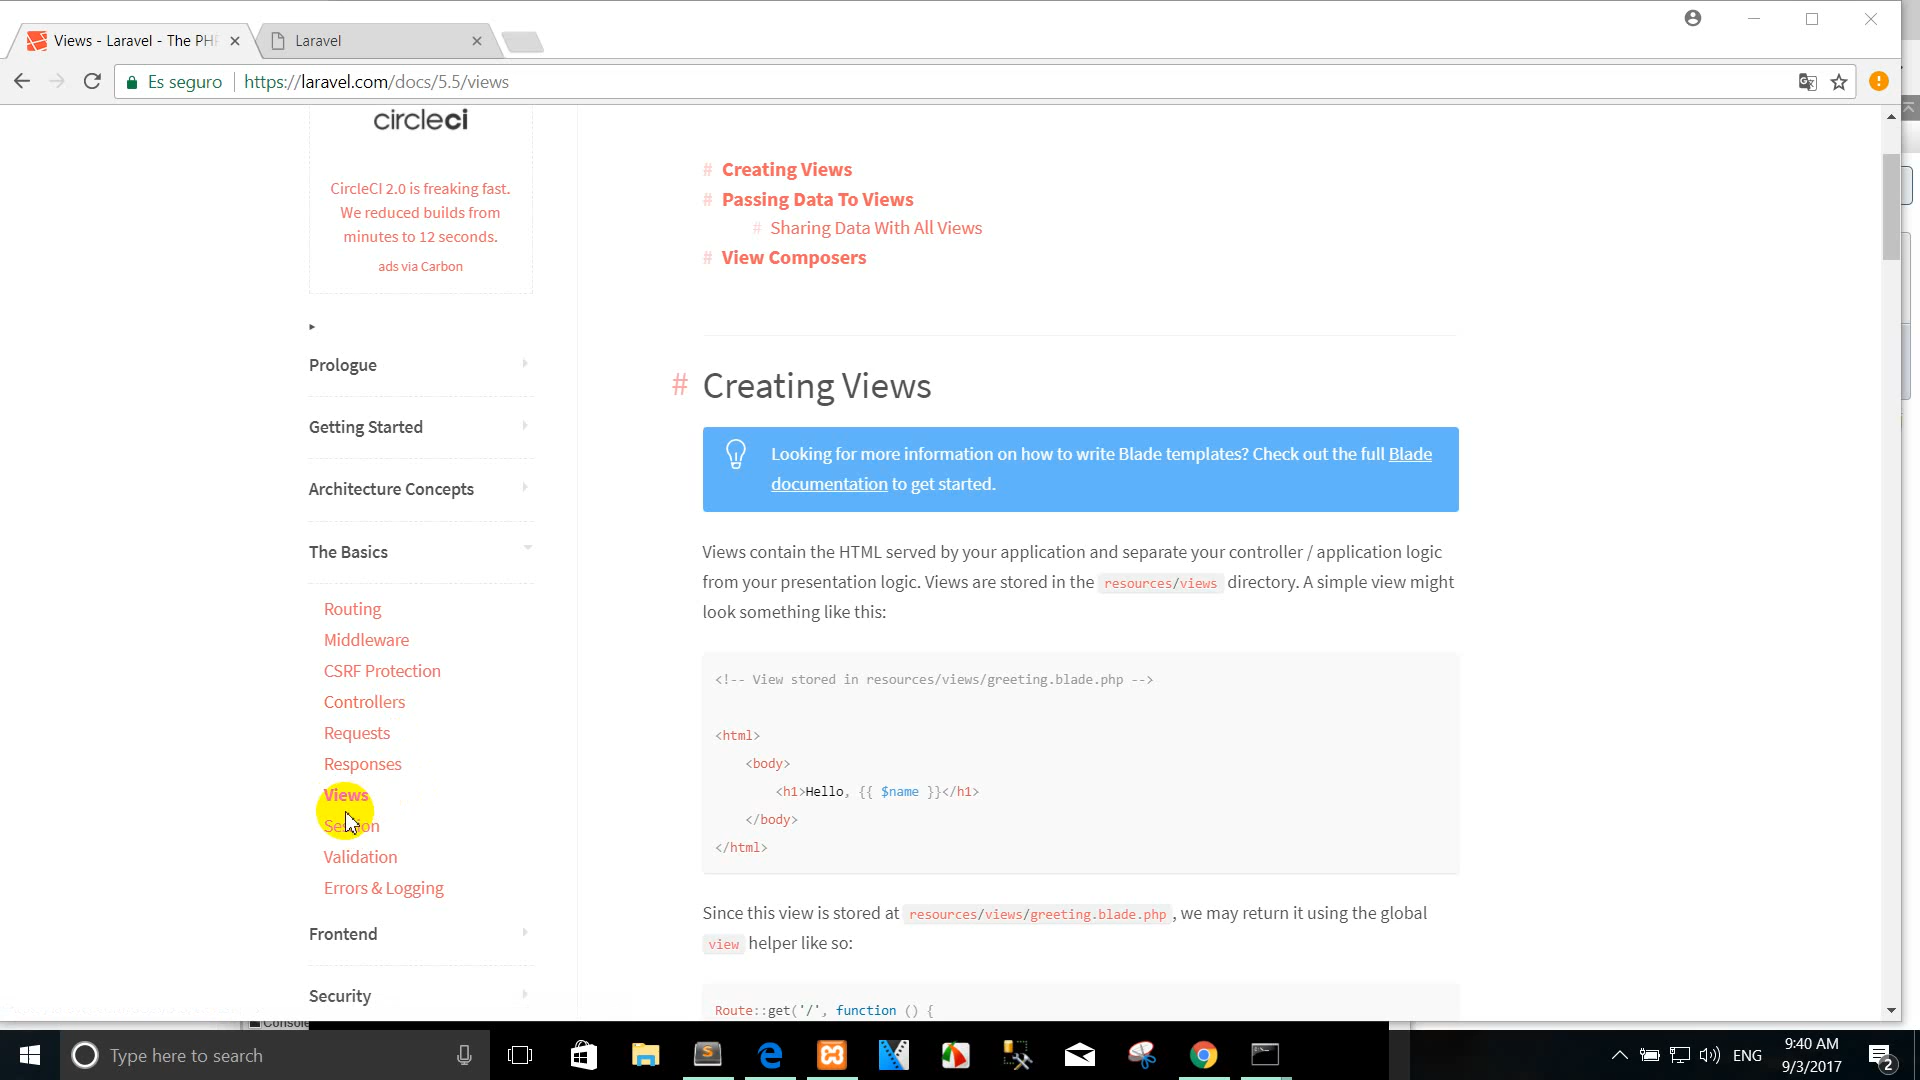 Views - Laravel - The PH
Laravel
Es seguro
https://laravel.com/docs/5.5/views
circleci
CircleCI 2.0 is freaking fast.
We reduced builds from
minutes to 12 seconds.
ads via Carbon
Prologue
Getting Started
Architecture Concepts
The Basics
Routing
Middleware
CSRF Protection
Controllers
Requests
Responses
Views
Session
Validation
Errors & Logging
Frontend
Security
# Creating Views
# Passing Data To Views
# Sharing Data With All Views
# View Composers
# Creating Views
Looking for more information on how to write Blade templates? Check out the full Blade
documentation to get started.
Views contain the HTML served by your application and separate your controller / application logic
from your presentation logic. Views are stored in the resources/views directory. A simple view might
look something like this:
<!-- View stored in resources/views/greeting.blade.php -->
<html>
<body>
<h1>Hello, {{ $name }}</h1>
</body>
</html>
Since this view is stored at resources/views/greeting.blade.php, we may return it using the global
view helper like so:
Route::get('/', function () {
Console
Type here to search
ENG
9:40 AM
9/3/2017
2